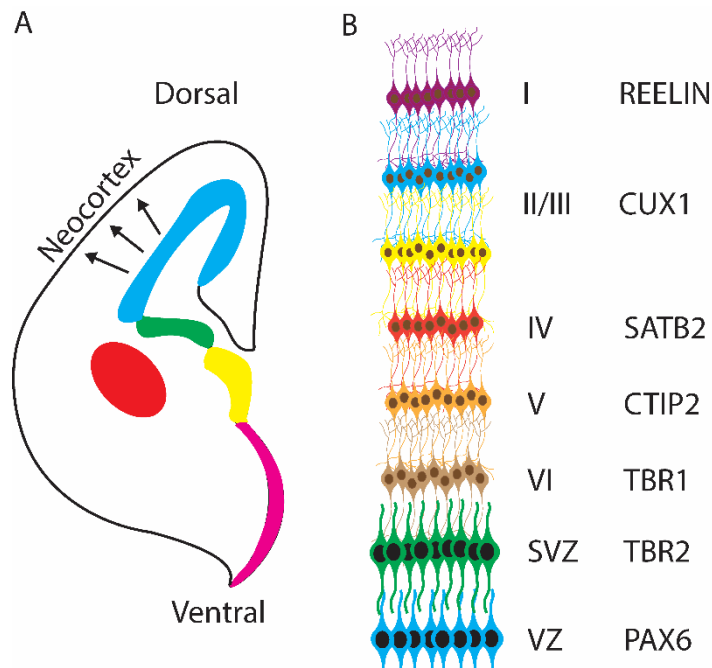 A
Dorsal
Neocortex
Ventral
B
I REELIN
II/III CUX1
IV SATB2
V CTIP2
VI TBR1
SVZ TBR2
VZ PAX6